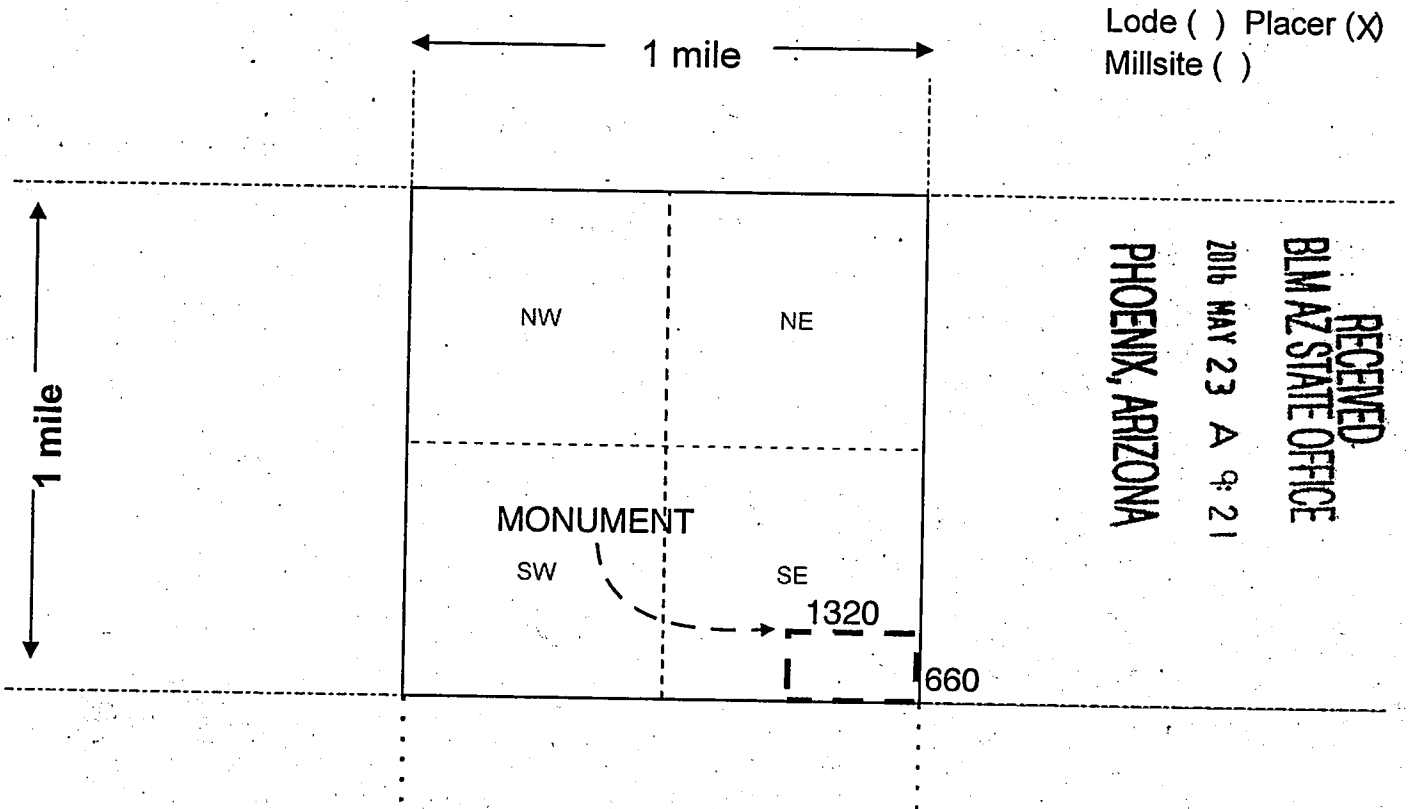 Lode ( ) Placer (X)
Millsite ( )
1 mile
1 mile
NW
NE
MONUMENT
SW
SE
1320
660
RECEIVED
BLM AZ STATE OFFICE
2016 MAY 23 A 9:21
PHOENIX, ARIZONA